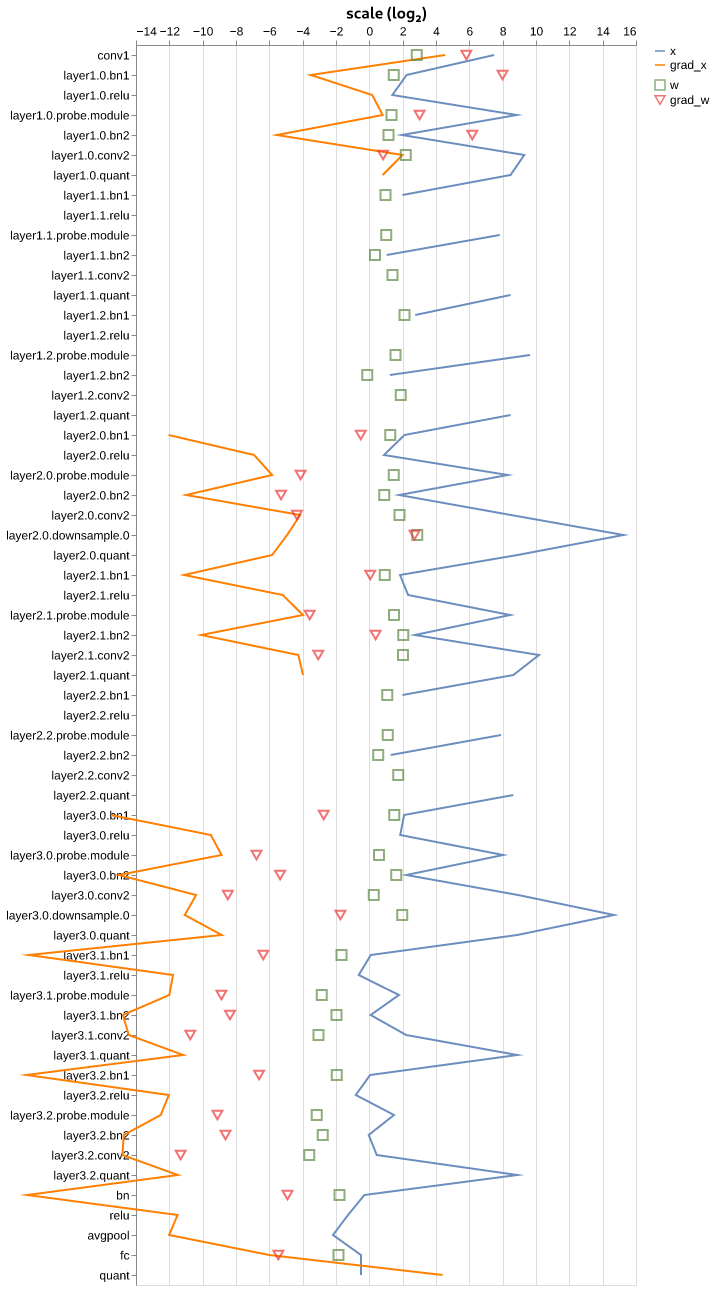 scale (log₂)
−14 −12 −10 −8 −6 −4 −2 0 2 4 6 8 10 12 14 16
x
grad_x
w
grad_w
conv1
layer1.0.bn1
layer1.0.relu
layer1.0.probe.module
layer1.0.bn2
layer1.0.conv2
layer1.0.quant
layer1.1.bn1
layer1.1.relu
layer1.1.probe.module
layer1.1.bn2
layer1.1.conv2
layer1.1.quant
layer1.2.bn1
layer1.2.relu
layer1.2.probe.module
layer1.2.bn2
layer1.2.conv2
layer1.2.quant
layer2.0.bn1
layer2.0.relu
layer2.0.probe.module
layer2.0.bn2
layer2.0.conv2
layer2.0.downsample.0
layer2.0.quant
layer2.1.bn1
layer2.1.relu
layer2.1.probe.module
layer2.1.bn2
layer2.1.conv2
layer2.1.quant
layer2.2.bn1
layer2.2.relu
layer2.2.probe.module
layer2.2.bn2
layer2.2.conv2
layer2.2.quant
layer3.0.bn1
layer3.0.relu
layer3.0.probe.module
layer3.0.bn2
layer3.0.conv2
layer3.0.downsample.0
layer3.0.quant
layer3.1.bn1
layer3.1.relu
layer3.1.probe.module
layer3.1.bn2
layer3.1.conv2
layer3.1.quant
layer3.2.bn1
layer3.2.relu
layer3.2.probe.module
layer3.2.bn2
layer3.2.conv2
layer3.2.quant
bn
relu
avgpool
fc
quant